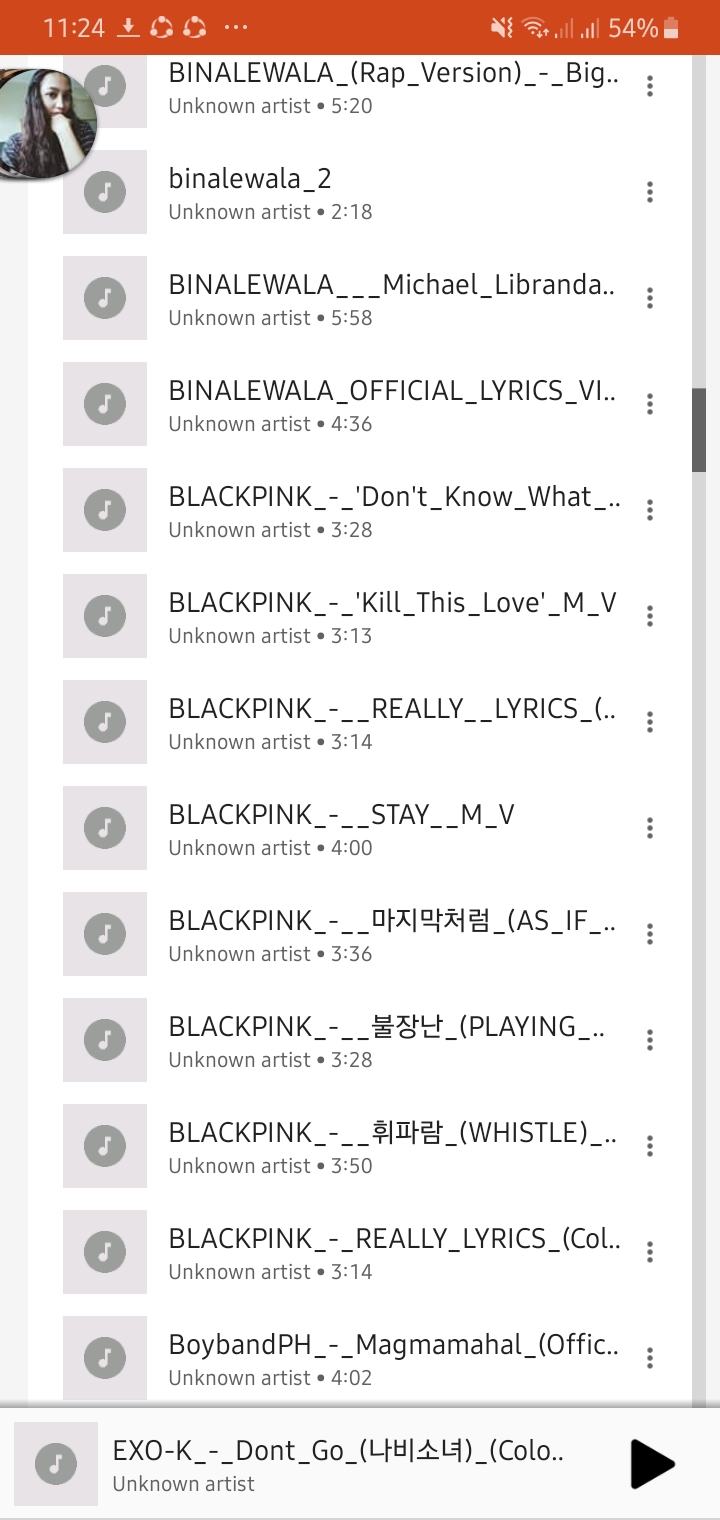 11:24
54%
BINALEWALA_(Rap_Version)_-_Big..
Unknown artist • 5:20
binalewala_2
Unknown artist • 2:18
BINALEWALA___Michael_Libranda..
Unknown artist • 5:58
BINALEWALA_OFFICIAL_LYRICS_VI..
Unknown artist • 4:36
BLACKPINK_-_'Don't_Know_What_..
Unknown artist • 3:28
BLACKPINK_-_'Kill_This_Love'_M_V
Unknown artist • 3:13
BLACKPINK_-__REALLY__LYRICS_(..
Unknown artist • 3:14
BLACKPINK_-__STAY__M_V
Unknown artist • 4:00
BLACKPINK_-__마지막처럼_(AS_IF_..
Unknown artist • 3:36
BLACKPINK_-__불장난_(PLAYING_..
Unknown artist • 3:28
BLACKPINK_-__휘파람_(WHISTLE)_..
Unknown artist • 3:50
BLACKPINK_-_REALLY_LYRICS_(Col..
Unknown artist • 3:14
BoybandPH_-_Magmamahal_(Offic..
Unknown artist • 4:02
EXO-K_-_Dont_Go_(나비소녀)_(Colo..
Unknown artist